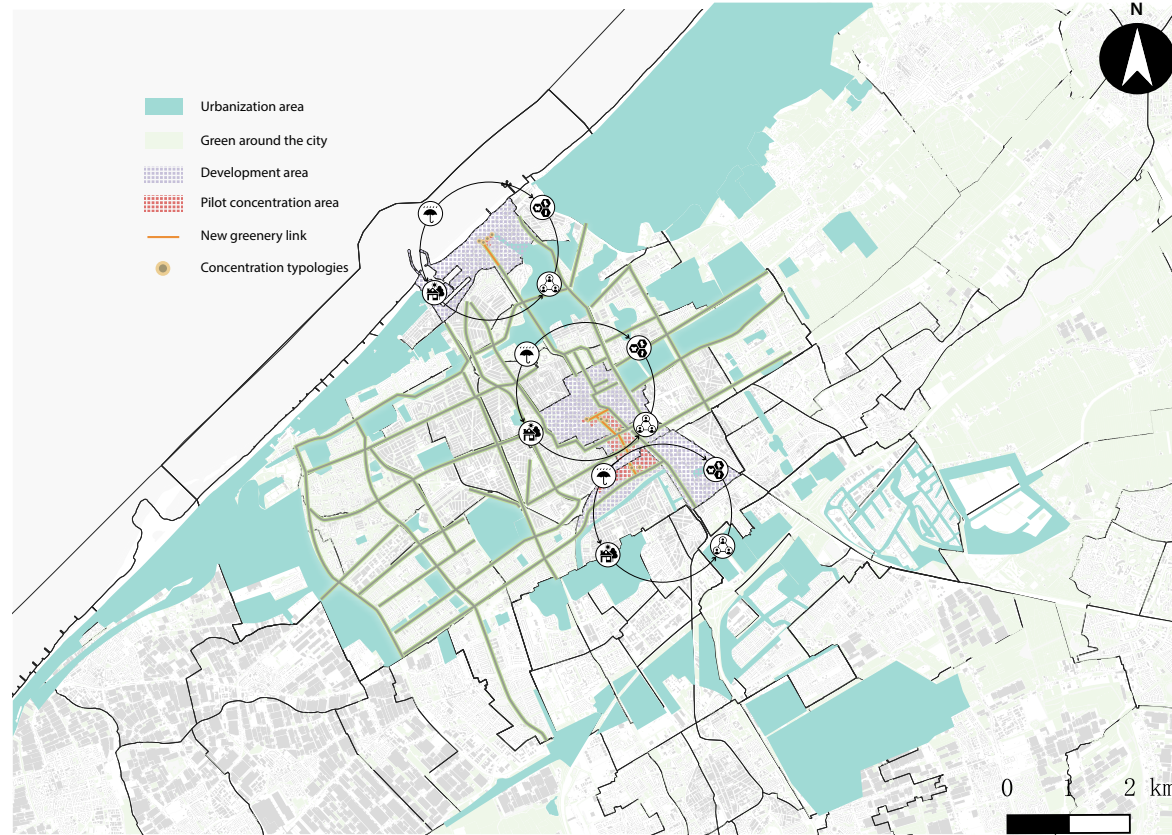 N
Urbanization area
Green around the city
Development area
Pilot concentration area
New greenery link
Concentration typologies
0 1 2 km